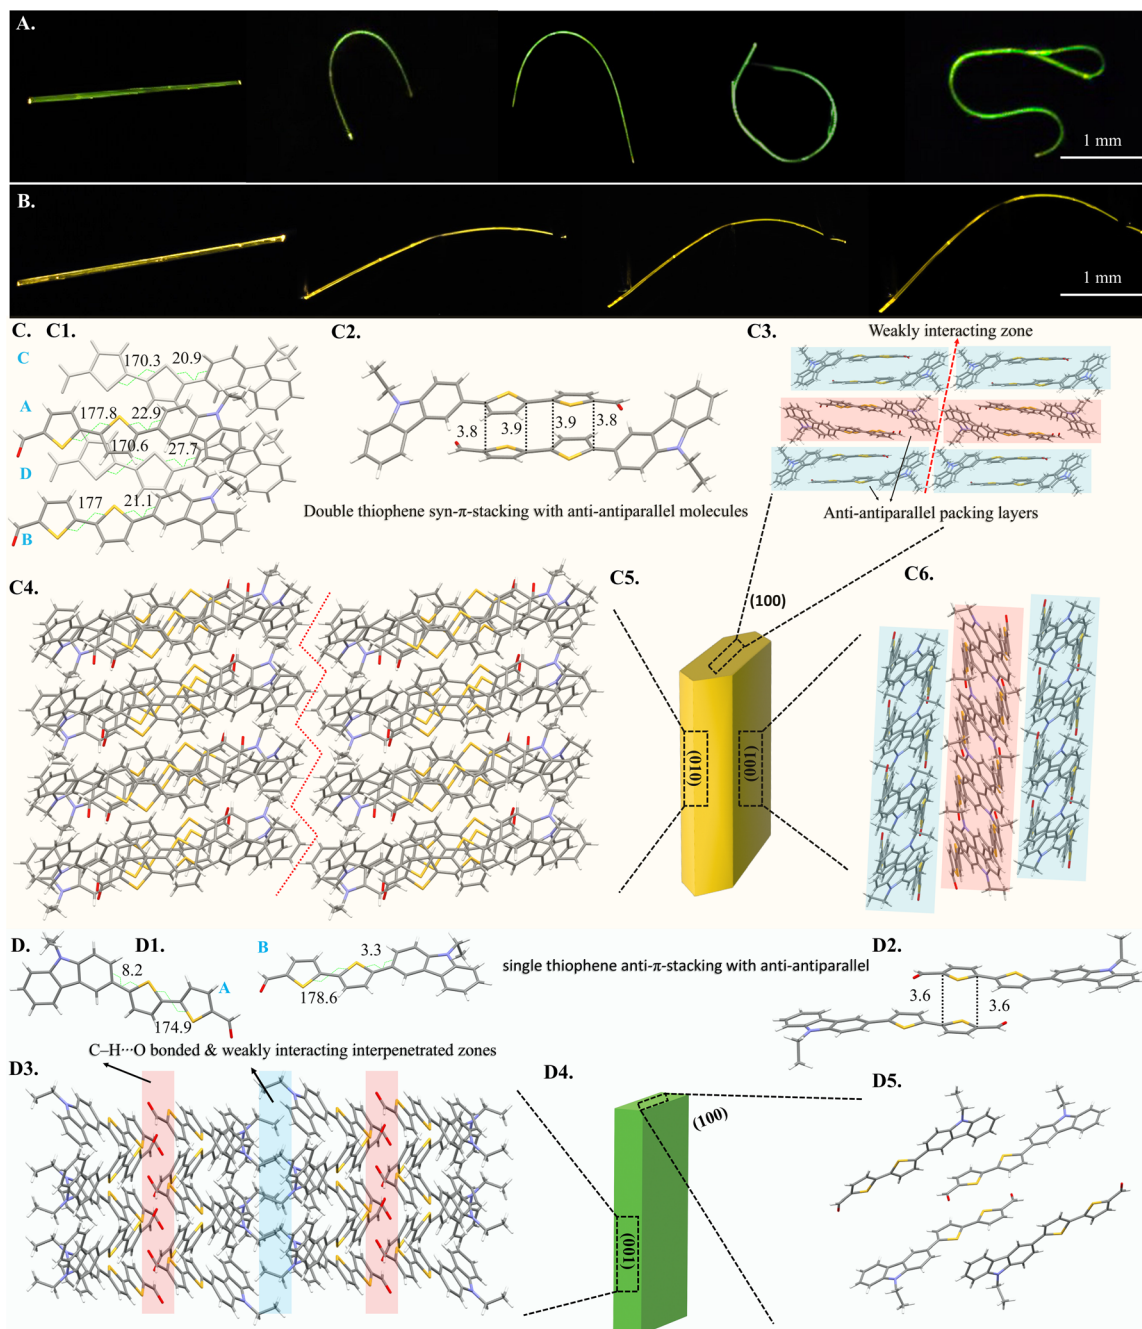 A.
1 mm
B.
1 mm
C. C1. C2. C3.
Weakly interacting zone
C
170.3 20.9
A
177.8 22.9
170.6 27.7
D
177 21.1
B
3.8 3.9 3.9 3.8
Double thiophene syn-π-stacking with anti-antiparallel molecules
Anti-antiparallel packing layers
C4. C5. C6.
(100)
(010)
(100)
D. D1. D2.
B
8.2
A
174.9
3.3
178.6
single thiophene anti-π-stacking with anti-antiparallel
3.6 3.6
C–H···O bonded & weakly interacting interpenetrated zones
D3. D4. D5.
(100)
(001)